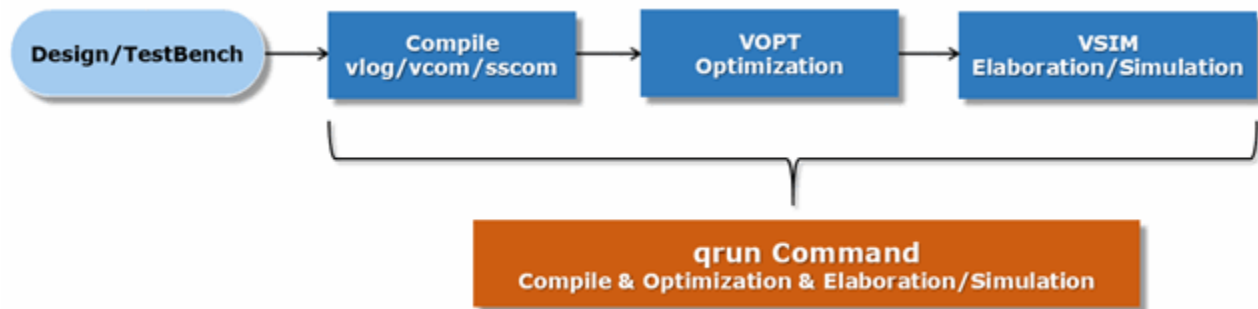 Design/TestBench
Compile
vlog/vcom/sscom
VOPT
Optimization
VSIM
Elaboration/Simulation
qrun Command
Compile & Optimization & Elaboration/Simulation